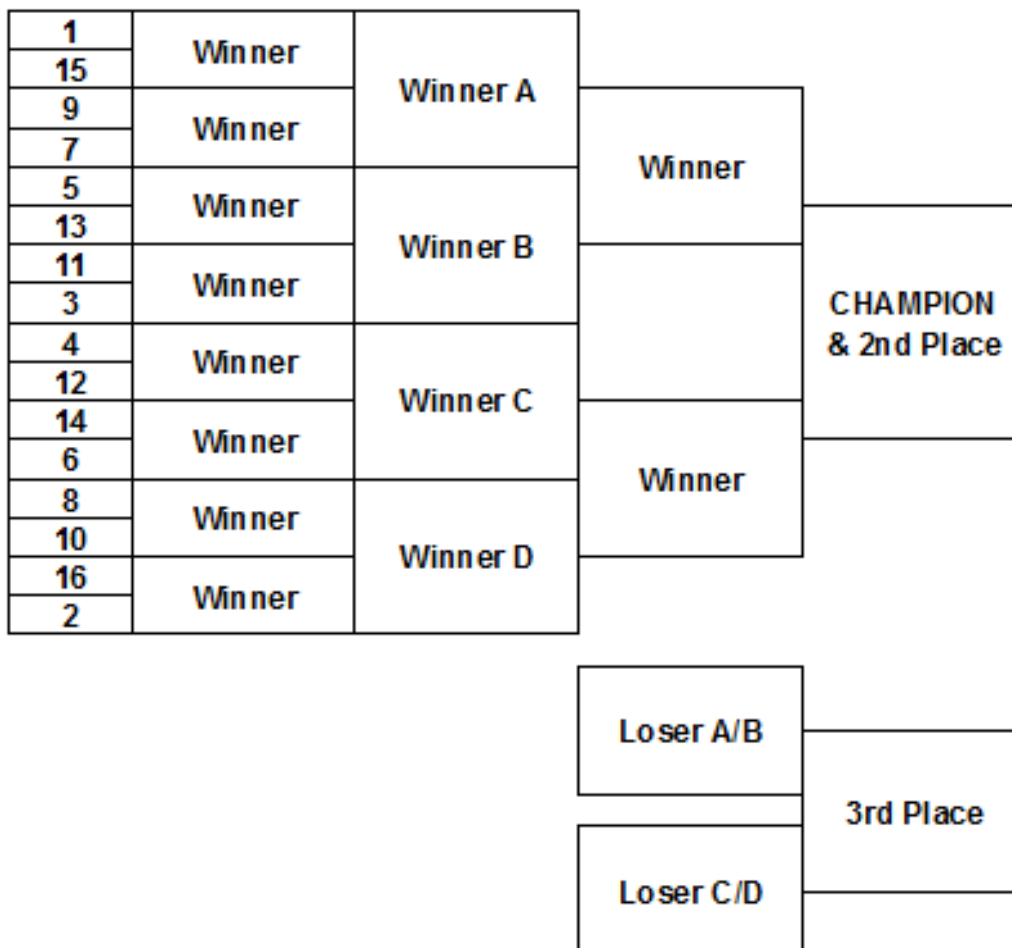 1
15
Winner
9
7
Winner
Winner A
5
13
Winner
11
3
Winner
Winner B
Winner
4
12
Winner
14
6
Winner
Winner C
8
10
Winner
16
2
Winner
Winner D
Winner
CHAMPION
& 2nd Place
Loser A/B
Loser C/D
3rd Place